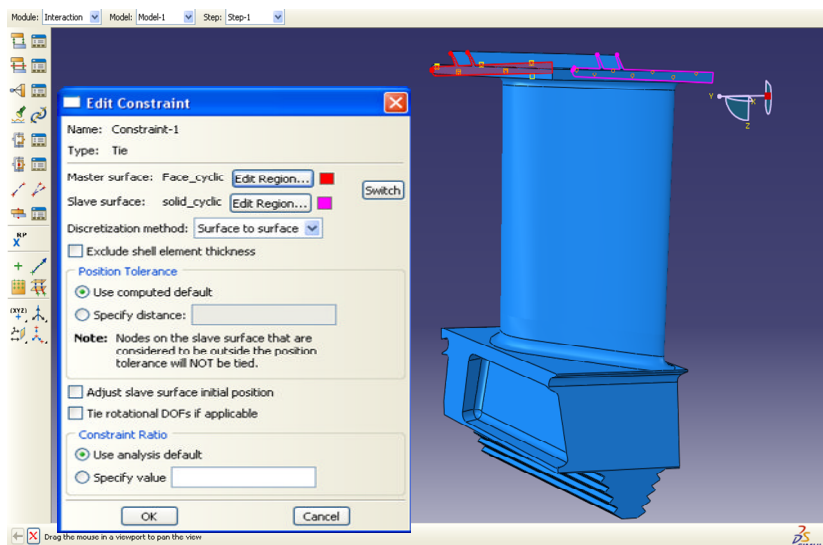 Module: Interaction Model: Model-1 Step: Step-1
Edit Constraint
Name: Constraint-1
Type: Tie
Master surface: Face_cyclic Edit Region...
Switch
Slave surface: solid_cyclic Edit Region...
Discretization method: Surface to surface
Exclude shell element thickness
Position Tolerance
Use computed default
Specify distance:
Note: Nodes on the slave surface that are
considered to be outside the position
tolerance will NOT be tied.
Adjust slave surface initial position
Tie rotational DOFs if applicable
Constraint Ratio
Use analysis default
Specify value
OK Cancel
Drag the mouse in a viewport to pan the view
RP
(XYZ)
Y
X
Z